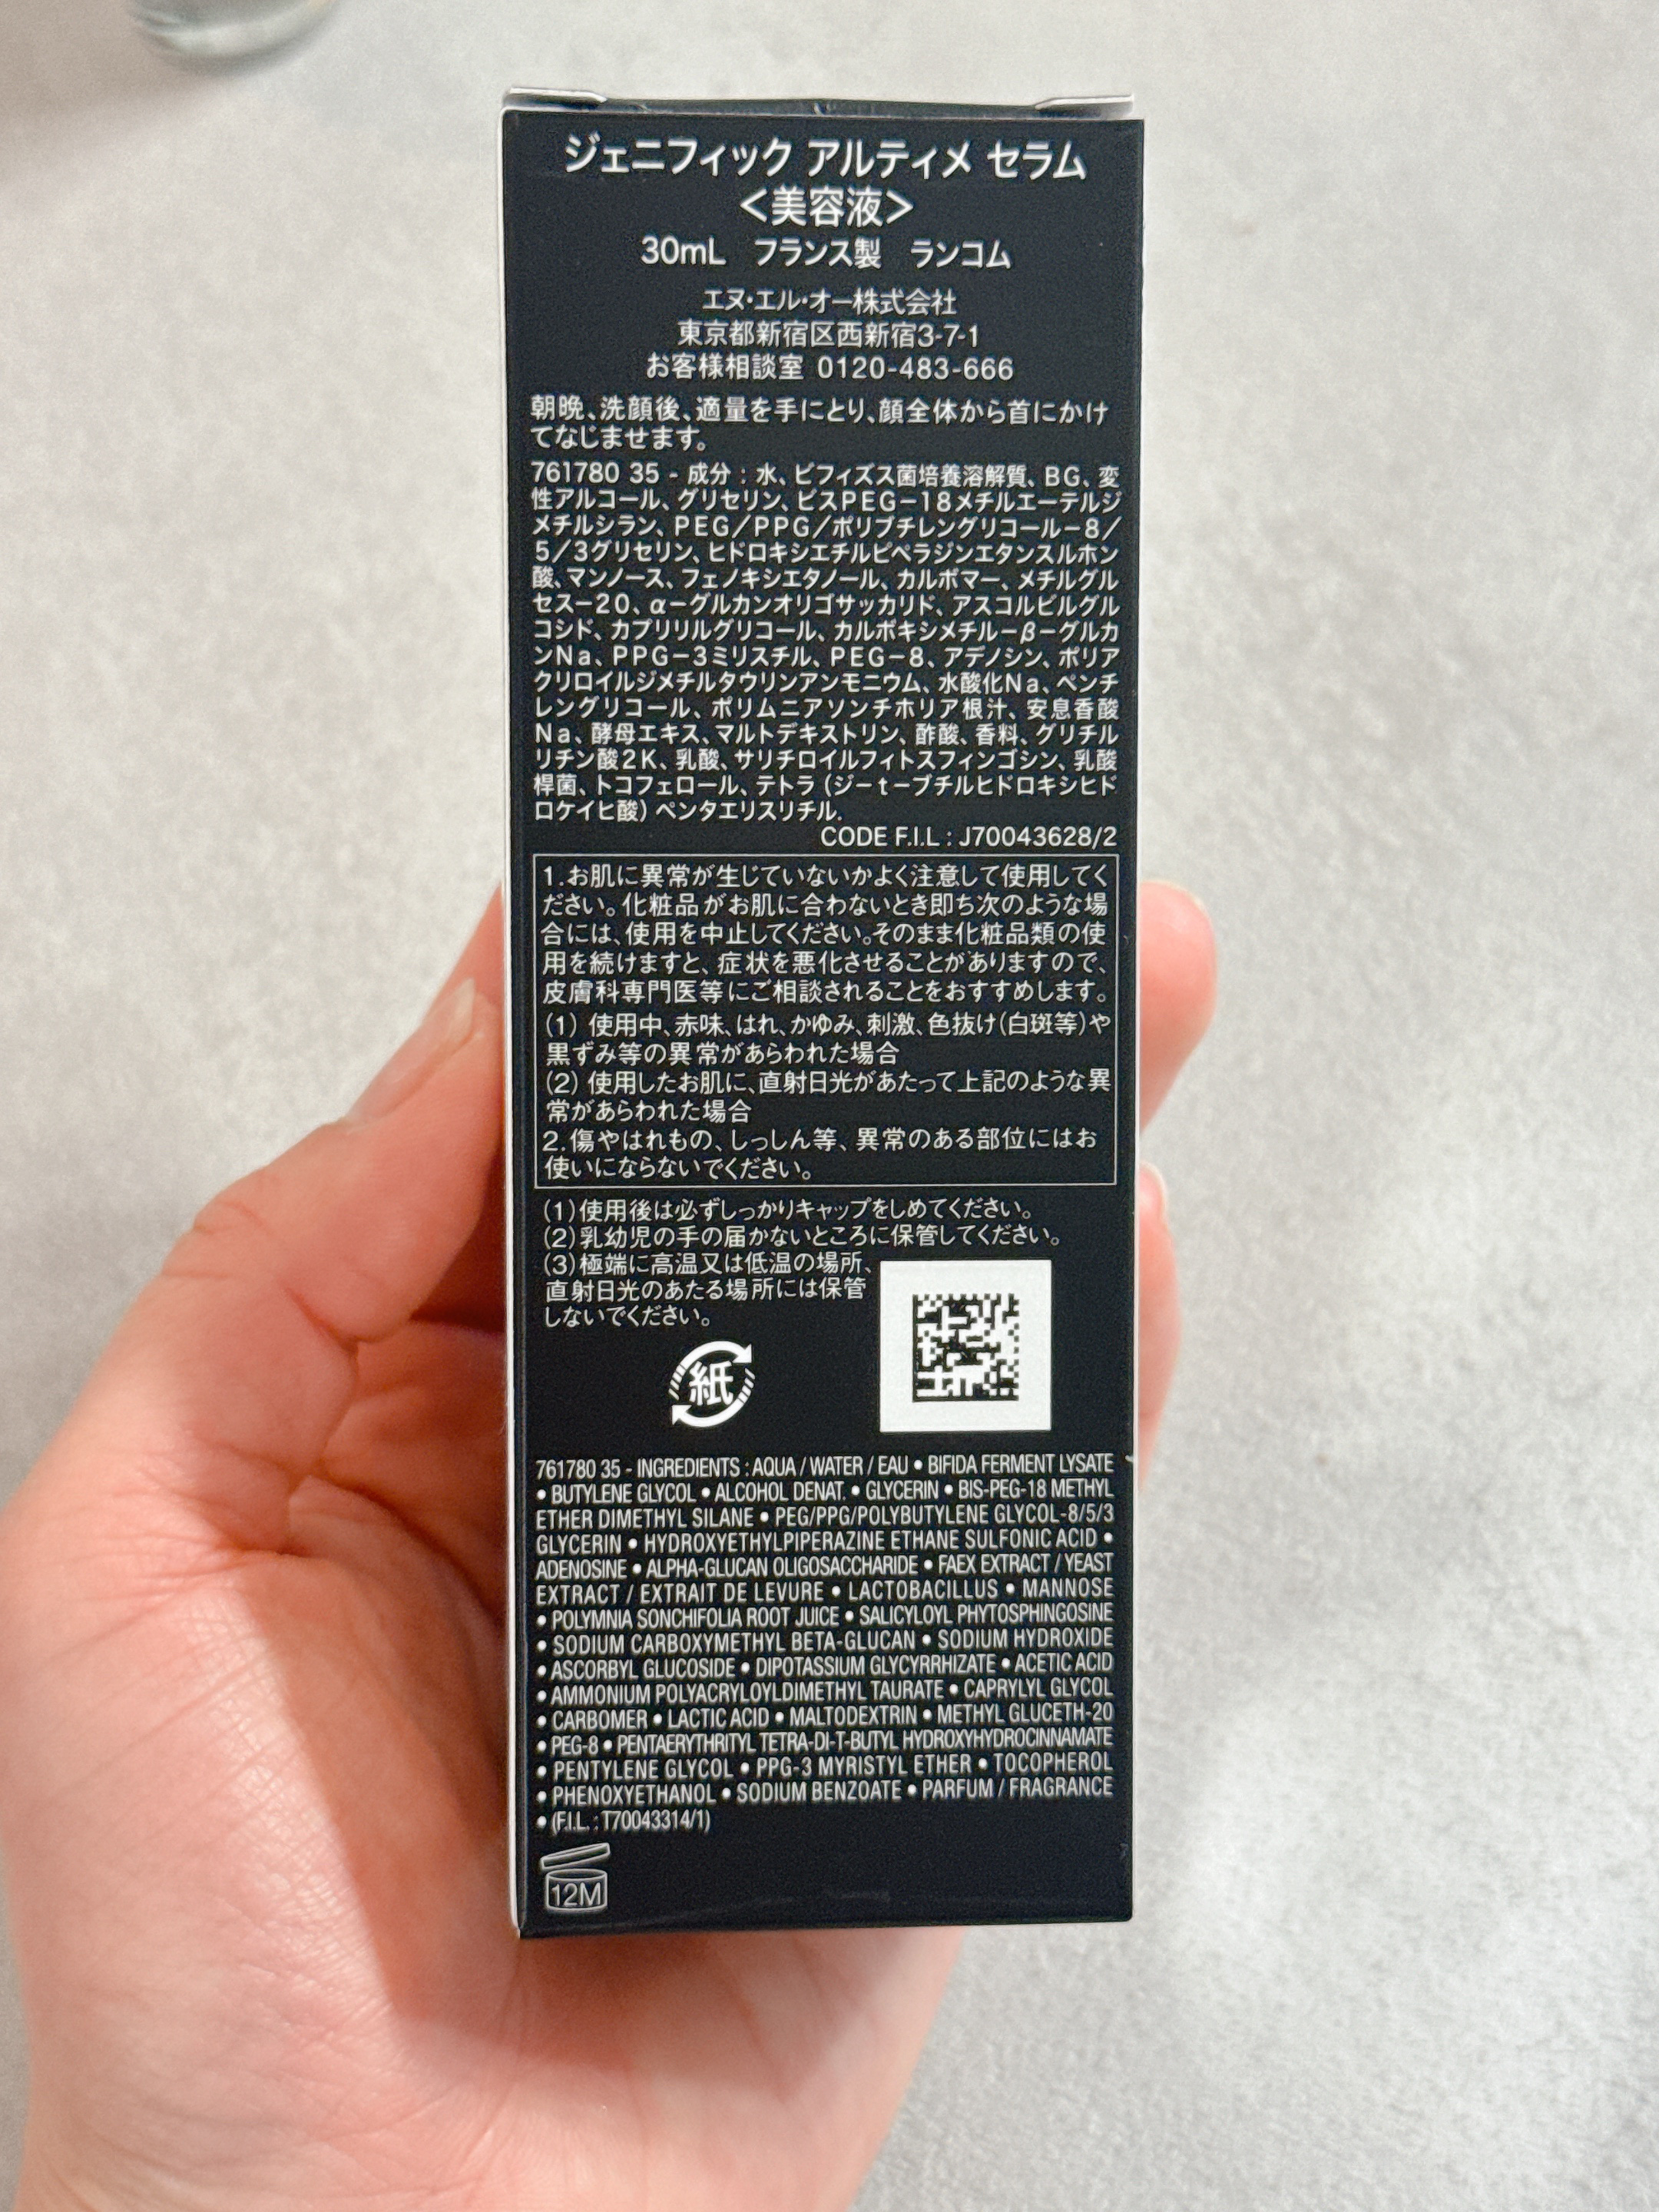 ジェニフィック アルティメ セラム
<美容液>
30mL フランス製 ランコム
エヌ・エル・オー株式会社
東京都新宿区西新宿3-7-1
お客様相談室 0120-483-666
朝晩、洗顔後、適量を手にとり、顔全体から首にかけ
てなじませます。
761780 35 - 成分 : 水、ビフィズス菌培養溶解質、BG、変
性アルコール、グリセリン、ビスPEG－18メチルエーテルジ
メチルシラン、PEG／PPG／ポリブチレングリコール－8／
5／3グリセリン、ヒドロキシエチルピペラジンエタンスルホン
酸、マンノース、フェノキシエタノール、カルボマー、メチルグル
セス－20、α－グルカンオリゴサッカリド、アスコルビルグル
コシド、カプリリルグリコール、カルボキシメチル－β－グルカ
ンNa、PPG－3ミリスチル、PEG－8、アデノシン、ポリア
クリロイルジメチルタウリンアンモニウム、水酸化Na、ペンチ
レングリコール、ポリムニアソンチホリア根汁、安息香酸
Na、酵母エキス、マルトデキストリン、酢酸、香料、グリチル
リチン酸2K、乳酸、サリチロイルフィトスフィンゴシン、乳酸
桿菌、トコフェロール、テトラ（ジ－t－ブチルヒドロキシヒド
ロケイヒ酸）ペンタエリスリチル.
CODE F.I.L : J70043628/2
1.お肌に異常が生じていないかよく注意して使用してく
ださい。化粧品がお肌に合わないとき即ち次のような場
合には、使用を中止してください。そのまま化粧品類の使
用を続けますと、症状を悪化させることがありますので、
皮膚科専門医等にご相談されることをおすすめします。
(1) 使用中、赤味、はれ、かゆみ、刺激、色抜け(白斑等)や
黒ずみ等の異常があらわれた場合
(2) 使用したお肌に、直射日光があたって上記のような異
常があらわれた場合
2.傷やはれもの、しっしん等、異常のある部位にはお
使いにならないでください。
(1)使用後は必ずしっかりキャップをしめてください。
(2)乳幼児の手の届かないところに保管してください。
(3)極端に高温又は低温の場所、
直射日光のあたる場所には保管
しないでください。
紙
761780 35 - INGREDIENTS : AQUA / WATER / EAU • BIFIDA FERMENT LYSATE
• BUTYLENE GLYCOL • ALCOHOL DENAT. • GLYCERIN • BIS-PEG-18 METHYL
ETHER DIMETHYL SILANE • PEG/PPG/POLYBUTYLENE GLYCOL-8/5/3
GLYCERIN • HYDROXYETHYLPIPERAZINE ETHANE SULFONIC ACID •
ADENOSINE • ALPHA-GLUCAN OLIGOSACCHARIDE • FAEX EXTRACT / YEAST
EXTRACT / EXTRAIT DE LEVURE • LACTOBACILLUS • MANNOSE
• POLYMNIA SONCHIFOLIA ROOT JUICE • SALICYLOYL PHYTOSPHINGOSINE
• SODIUM CARBOXYMETHYL BETA-GLUCAN • SODIUM HYDROXIDE
• ASCORBYL GLUCOSIDE • DIPOTASSIUM GLYCYRRHIZATE • ACETIC ACID
• AMMONIUM POLYACRYLOYLDIMETHYL TAURATE • CAPRYLYL GLYCOL
• CARBOMER • LACTIC ACID • MALTODEXTRIN • METHYL GLUCETH-20
• PEG-8 • PENTAERYTHRITYL TETRA-DI-T-BUTYL HYDROXYHYDROCINNAMATE
• PENTYLENE GLYCOL • PPG-3 MYRISTYL ETHER • TOCOPHEROL
• PHENOXYETHANOL • SODIUM BENZOATE • PARFUM / FRAGRANCE
• (F.I.L. : T70043314/1)
12M